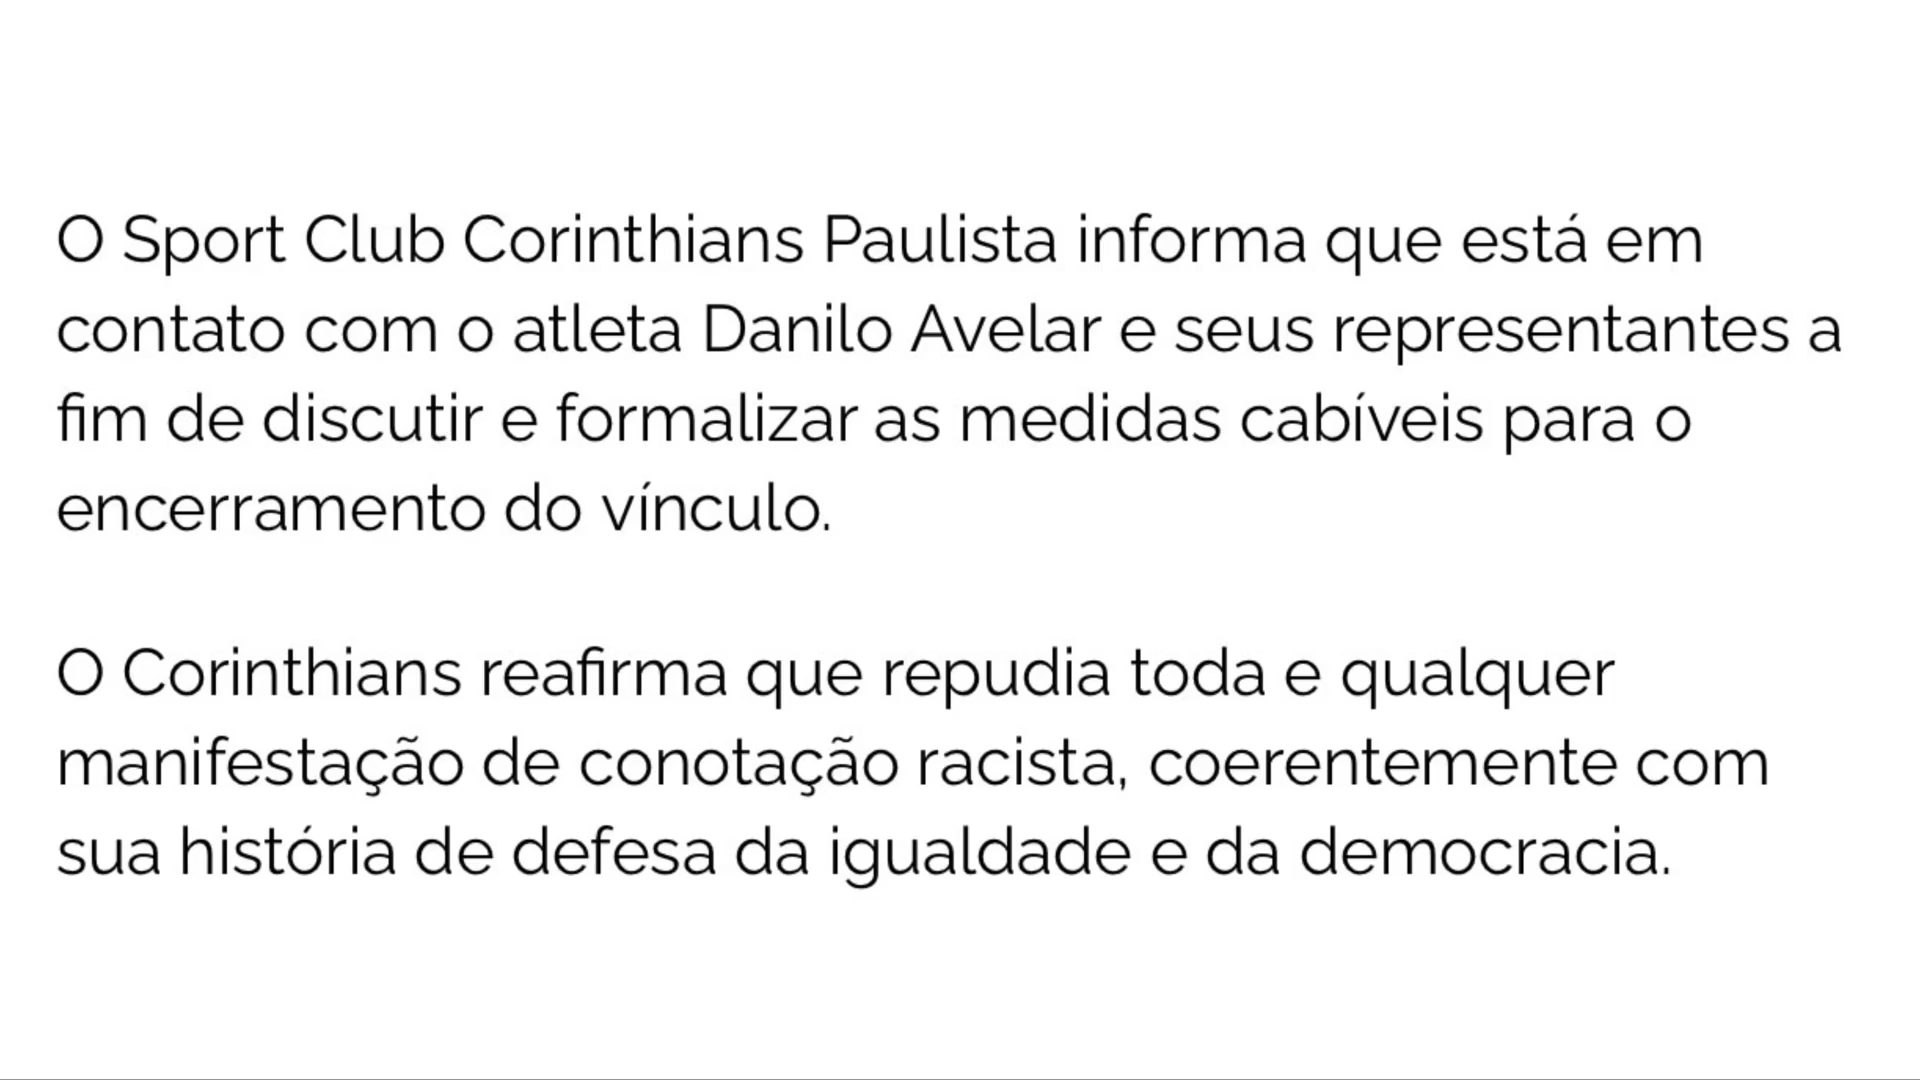 O Sport Club Corinthians Paulista informa que está em
contato com o atleta Danilo Avelar e seus representantes a
fim de discutir e formalizar as medidas cabíveis para o
encerramento do vínculo.
O Corinthians reafirma que repudia toda e qualquer
manifestação de conotação racista, coerentemente com
sua história de defesa da igualdade e da democracia.